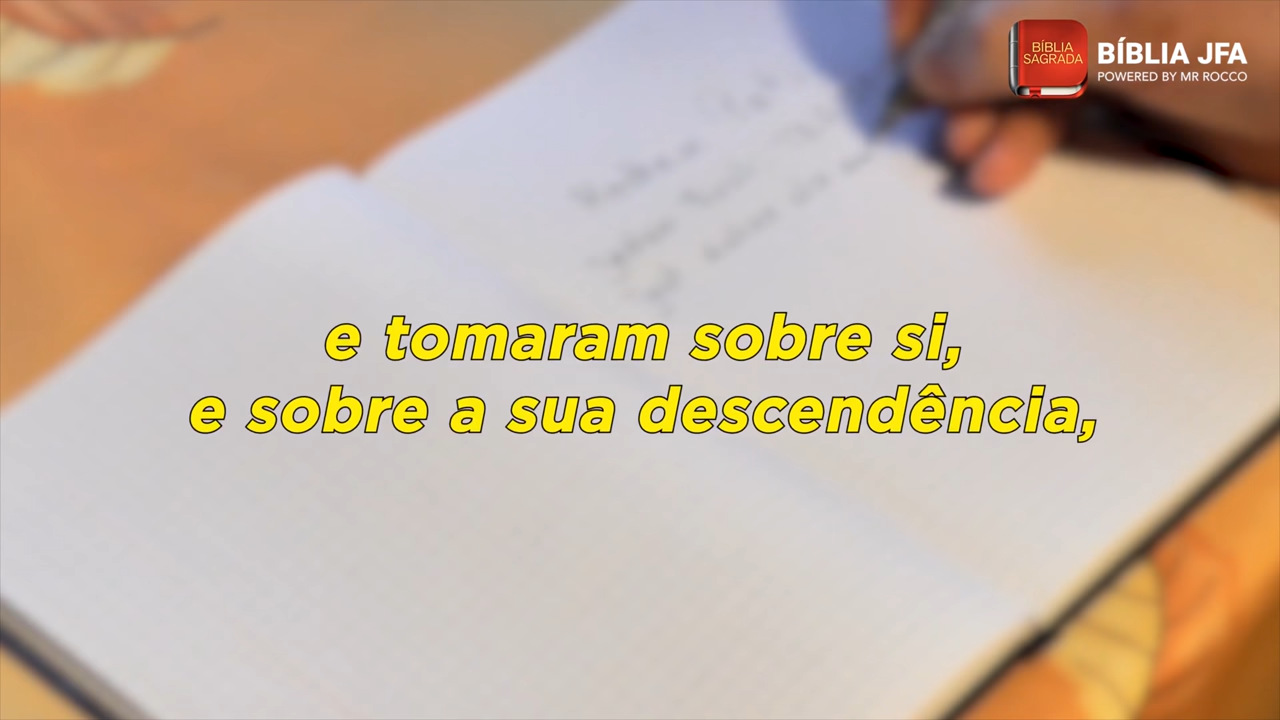 BÍBLIA
SAGRADA
BÍBLIA JFA
POWERED BY MR ROCCO
e tomaram sobre si,
e sobre a sua descendência,